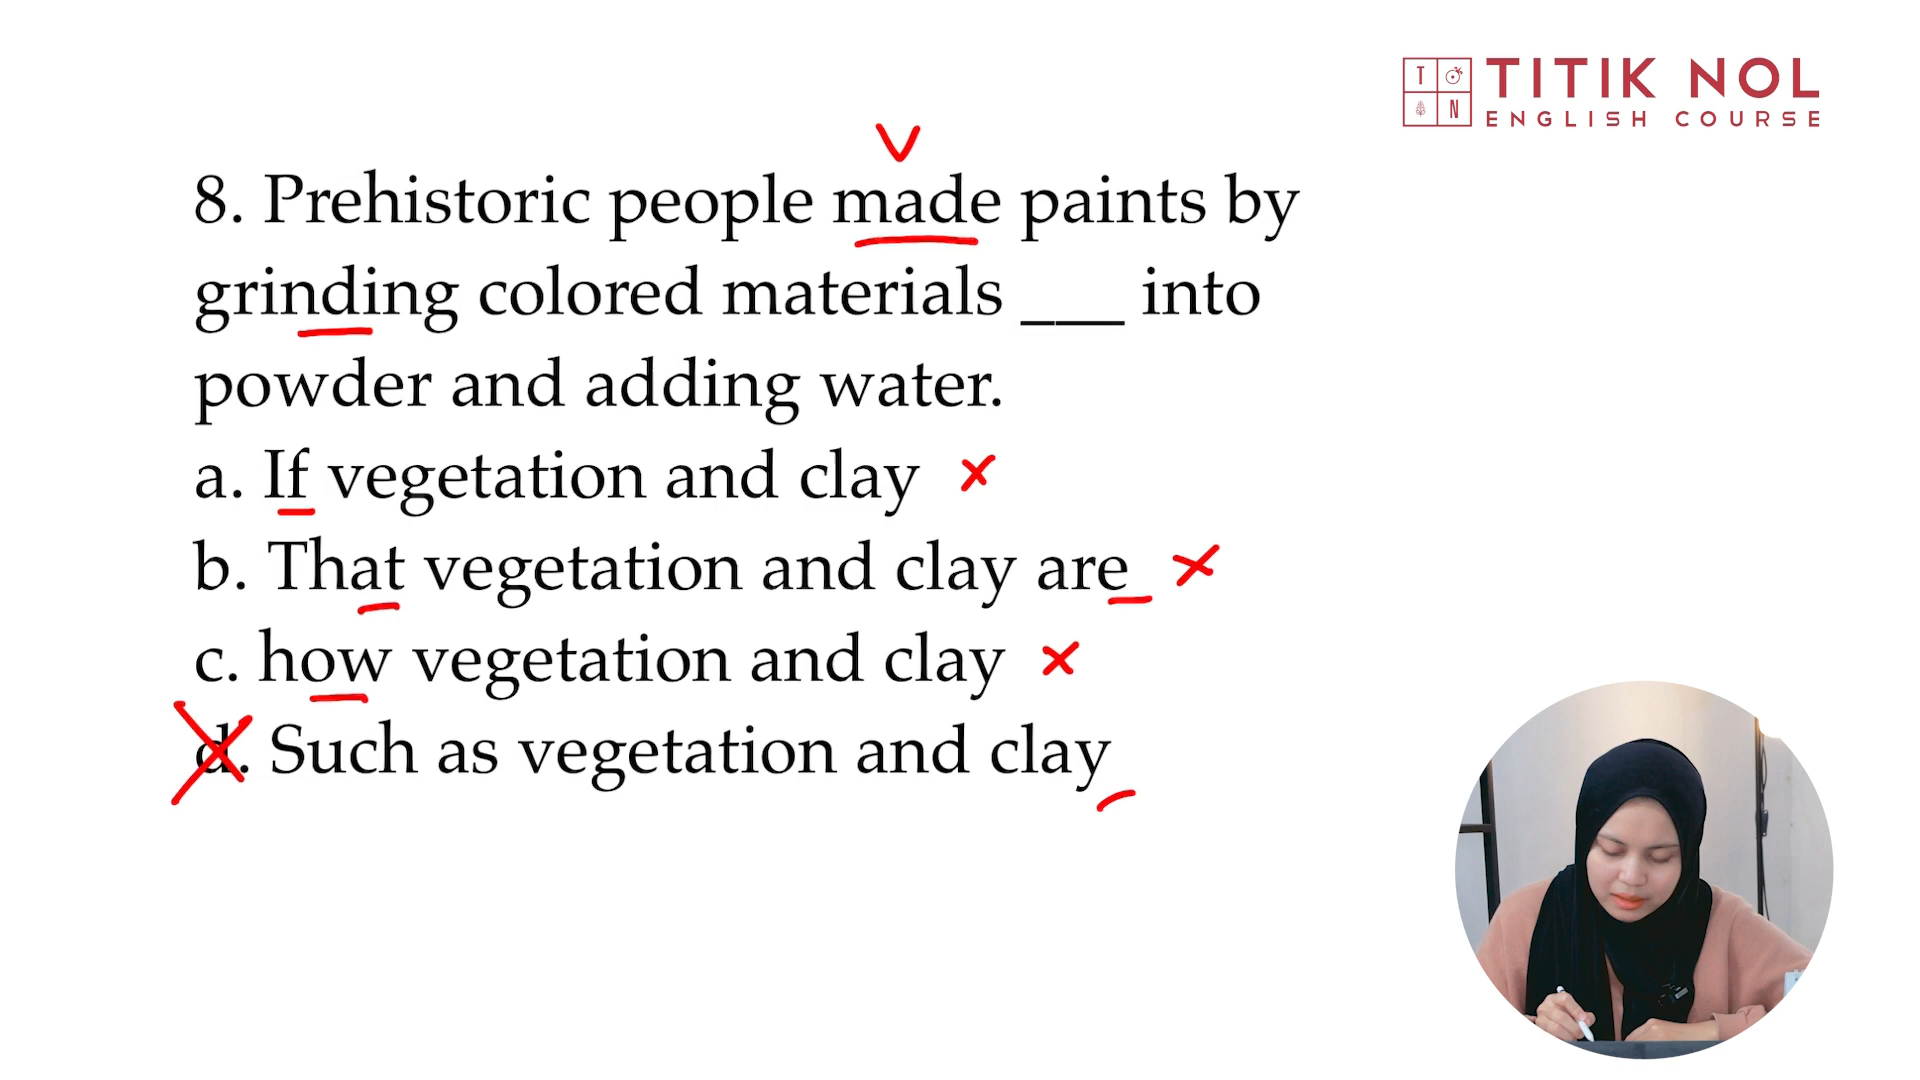 T
N
TITIK NOL
ENGLISH COURSE
V
8. Prehistoric people made paints by
grinding colored materials ___ into
powder and adding water.
a. If vegetation and clay x
b. That vegetation and clay are x
c. how vegetation and clay x
d. Such as vegetation and clay